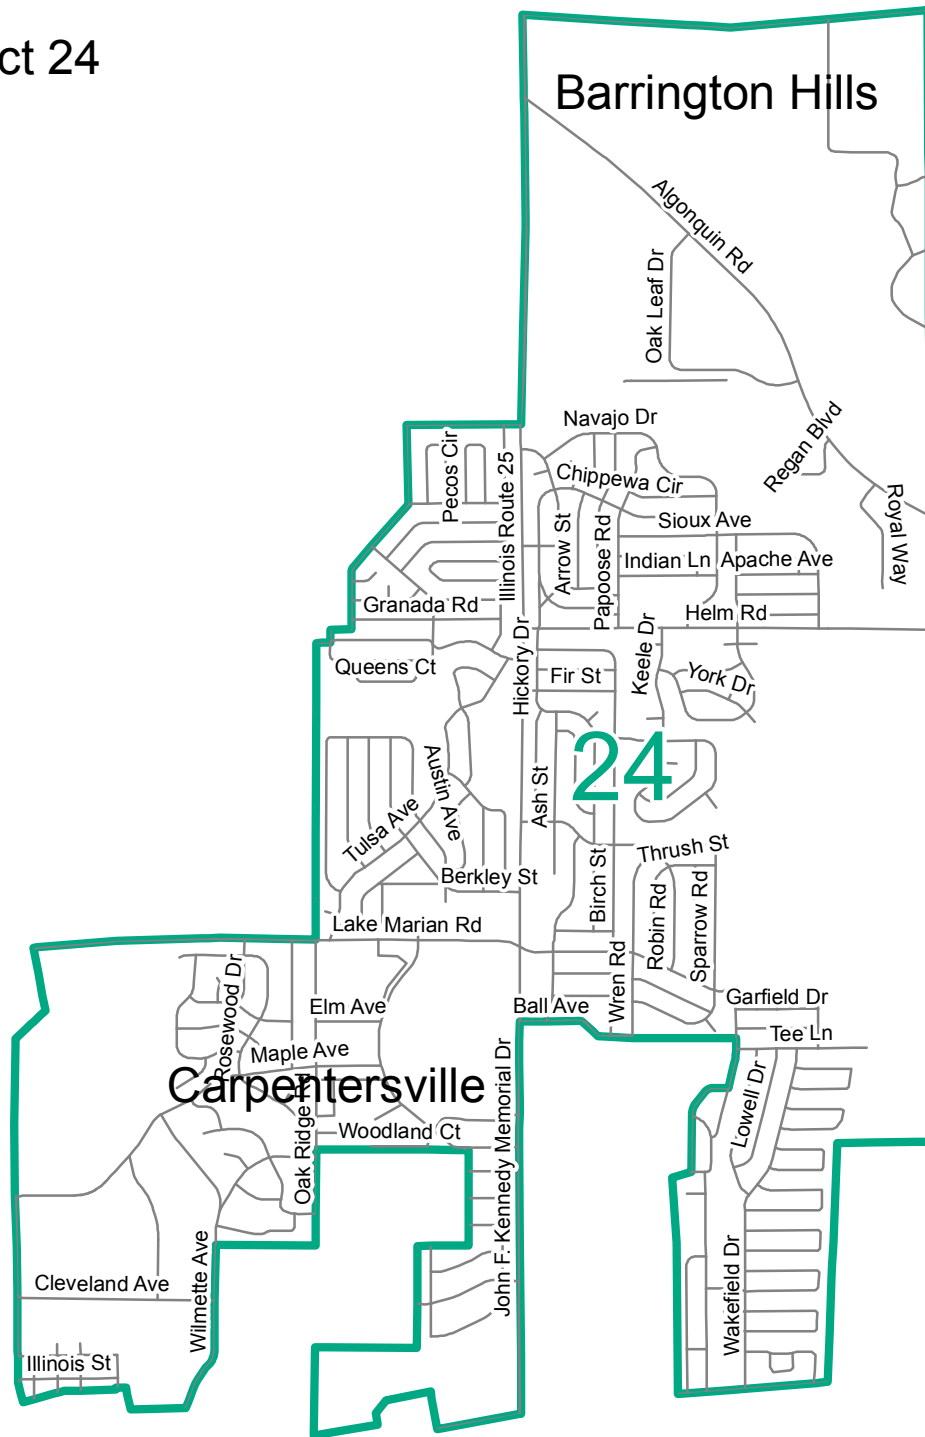 ct 24
Barrington Hills
Algonquin Rd
Oak Leaf Dr
Navajo Dr
Regan Blvd
Pecos Cir
Illinois Route 25
Chippewa Cir
Royal Way
Sioux Ave
Arrow St
Papoose Rd
Indian Ln
Apache Ave
Granada Rd
Helm Rd
Hickory Dr
Keele Dr
Queens Ct
Fir St
York Dr
24
Austin Ave
Ash St
Tulsa Ave
Thrush St
Berkley St
Birch St
Robin Rd
Sparrow Rd
Lake Marian Rd
Wren Rd
Rosewood Dr
Elm Ave
Ball Ave
Garfield Dr
Tee Ln
Maple Ave
Carpentersville
Oak Ridge Rd
Woodland Ct
John F. Kennedy Memorial Dr
Lowell Dr
Cleveland Ave
Wilmette Ave
Wakefield Dr
Illinois St